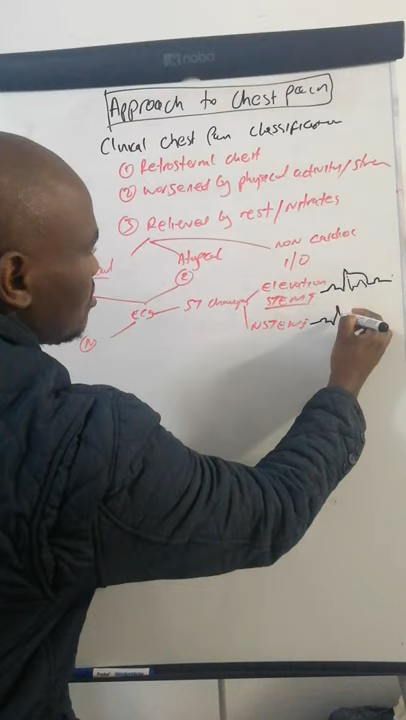 nobo
Approach to Chest pain
Clinical Chest Pain classification
① Retrosternal chest
② Worsened by physical activity/stress
③ Relieved by rest/Nitrates
Atypical
②
NON Cardiac
1/0
ECG
ST changes
Elevation
STEMI
NSTEMI
(N)